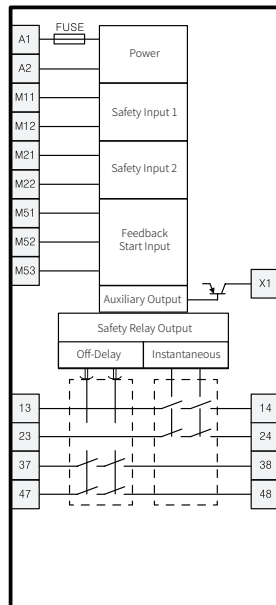 FUSE
A1
Power
A2
M11
Safety Input 1
M12
M21
Safety Input 2
M22
M51
Feedback
Start Input
M52
M53
X1
Auxiliary Output
Safety Relay Output
Off-Delay
Instantaneous
13
14
23
24
37
38
47
48